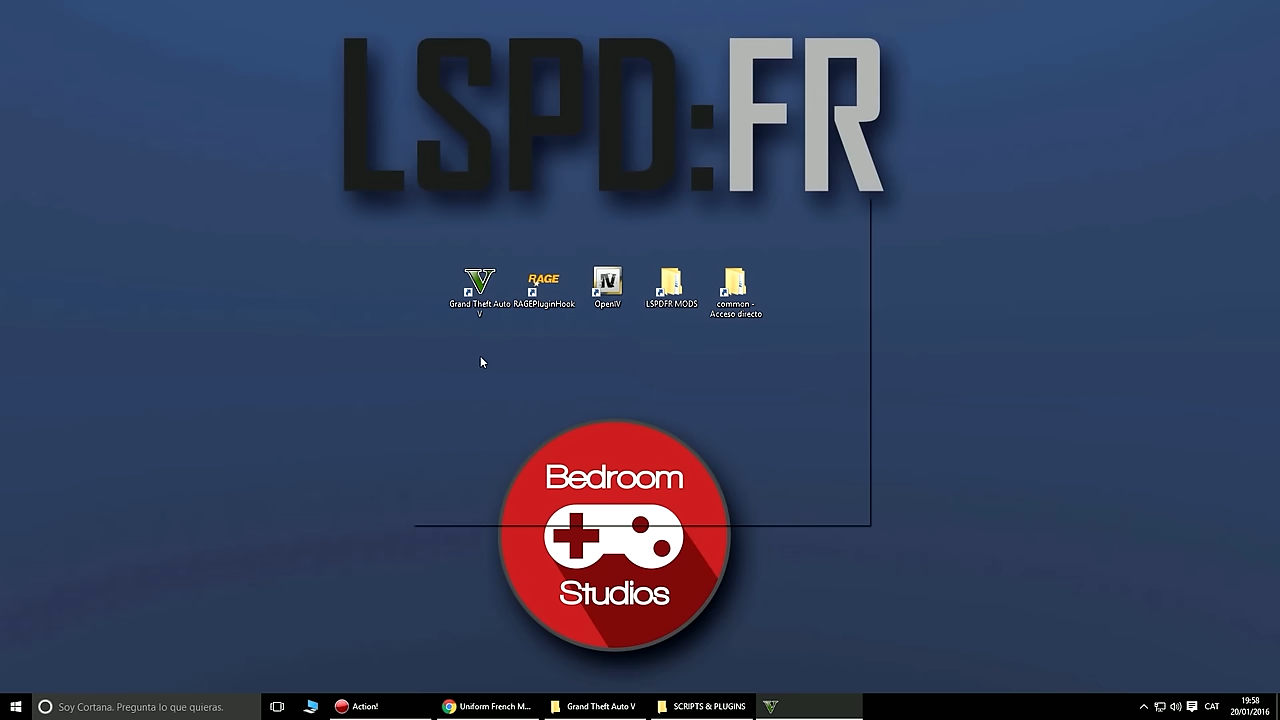 LSPD:FR
Grand Theft Auto V
RAGE
RAGEPluginHook
IV
OpenIV
LSPDFR MODS
common - Acceso directo
Bedroom
Studios
Soy Cortana. Pregunta lo que quieras.
Action!
Uniform French M...
Grand Theft Auto V
SCRIPTS & PLUGINS
CAT
19:58
20/01/2016